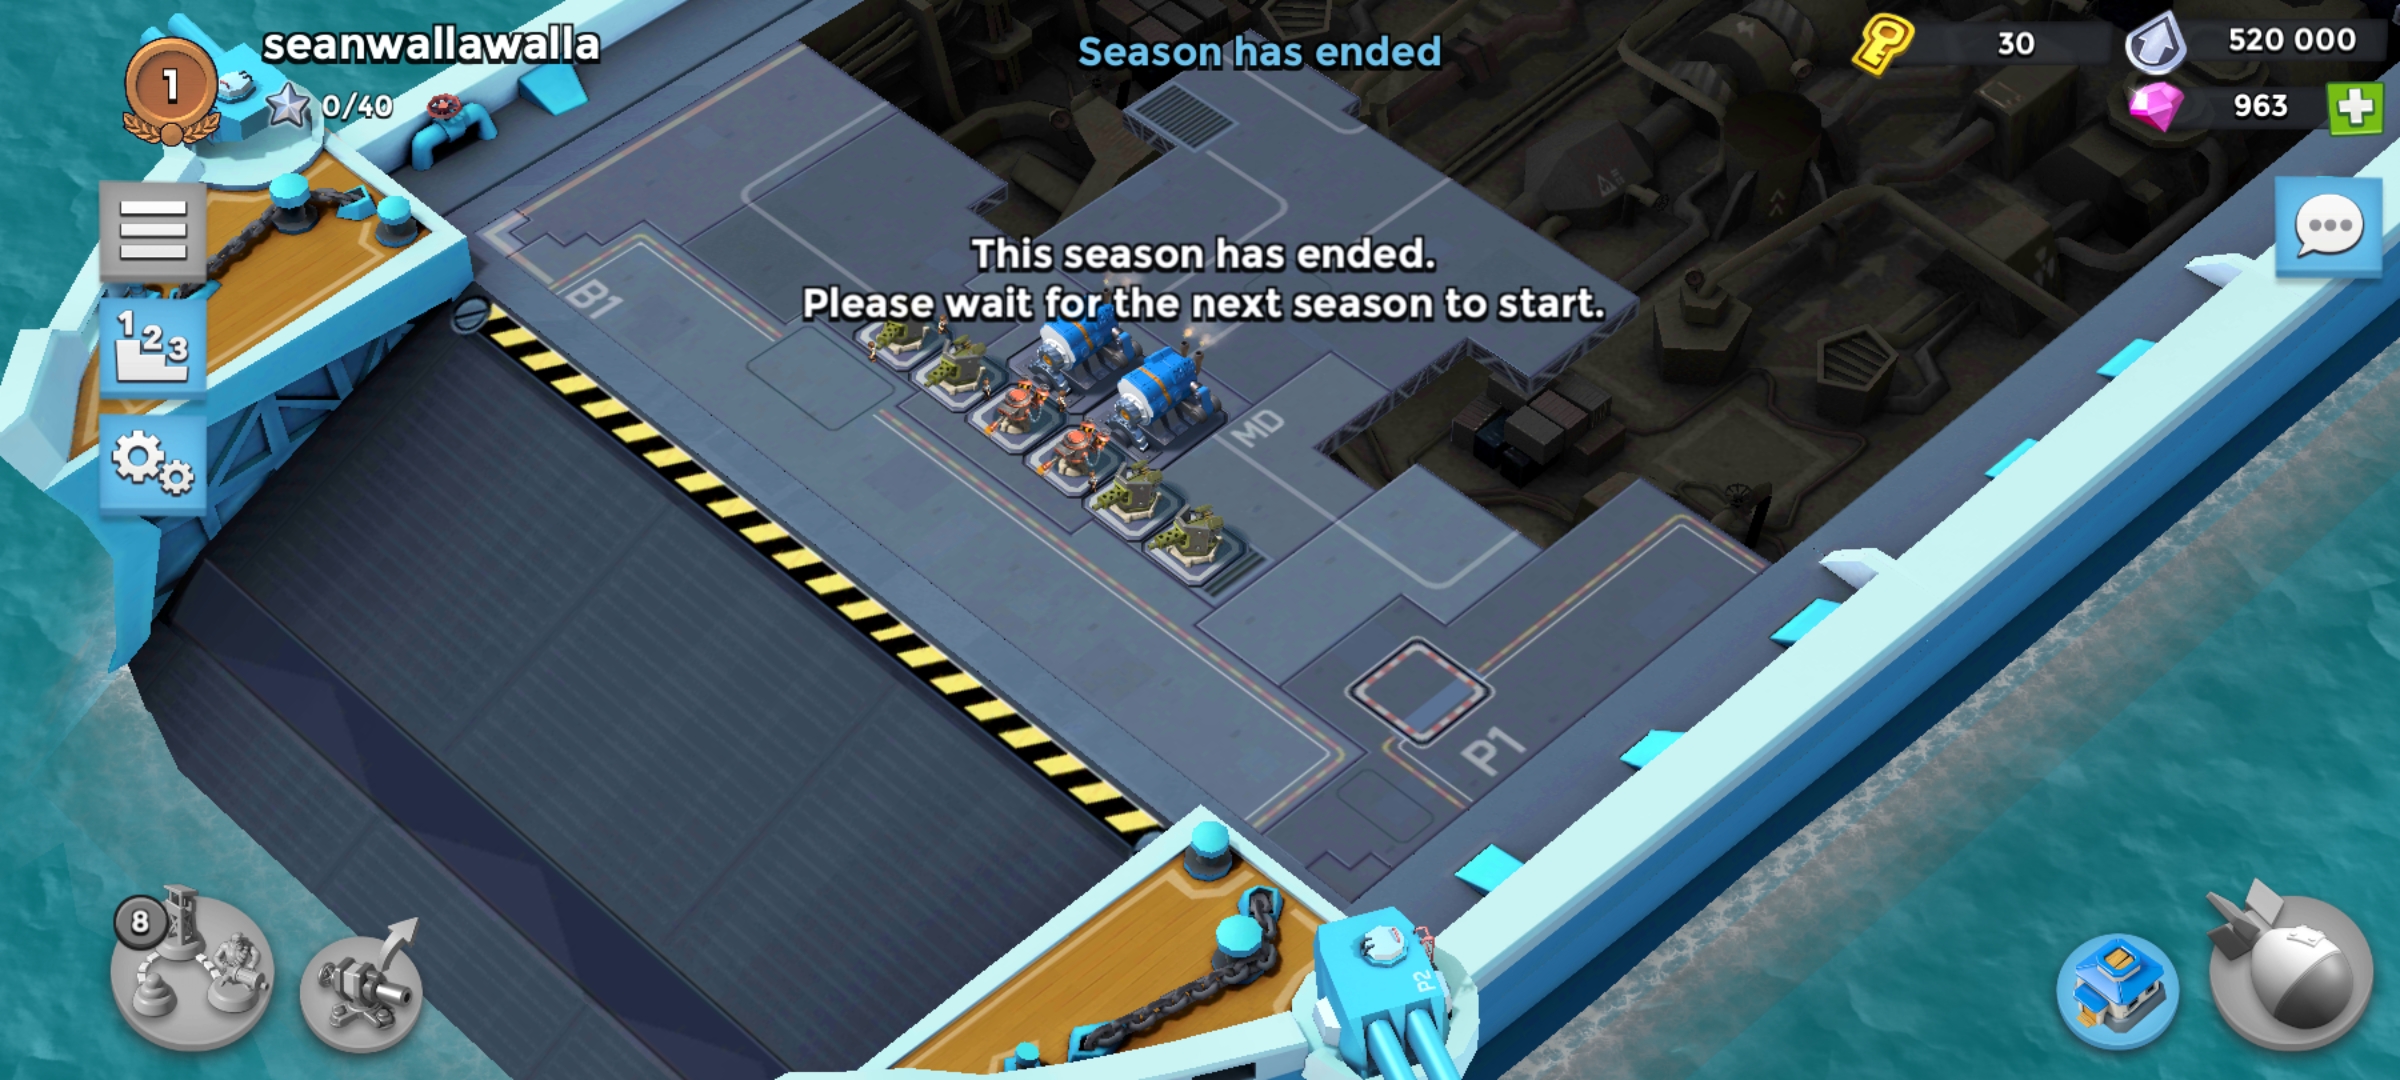 1
seanwallawalla
0/40
Season has ended
30
520 000
963
This season has ended.
Please wait for the next season to start.
123
B1
MD
P1
P2
8